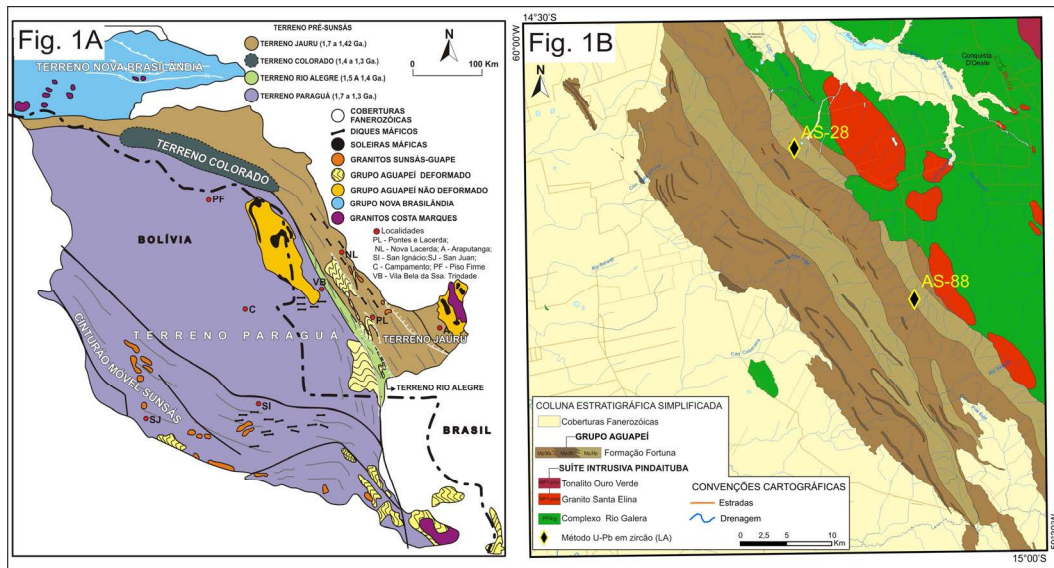 Fig. 1A
TERRENO NOVA BRASILÂNDIA
TERRENO PRÉ-SUNSÁS
TERRENO JAURU (1,7 a 1,42 Ga.)
TERRENO COLORADO (1,4 a 1,3 Ga.)
TERRENO RIO ALEGRE (1,5 A 1,4 Ga.)
TERRENO PARAGUÁ (1,7 a 1,3 Ga.)
N
0 100 Km
COBERTURAS
FANEROZÓICAS
DIQUES MÁFICOS
SOLEIRAS MÁFICAS
GRANITOS SUNSÁS-GUAPE
GRUPO AGUAPEÍ DEFORMADO
GRUPO AGUAPEÍ NÃO DEFORMADO
GRUPO NOVA BRASILÂNDIA
GRANITOS COSTA MARQUES
Localidades
PL - Pontes e Lacerda;
NL - Nova Lacerda; A - Araputanga;
SI - San Ignácio;SJ - San Juan;
C - Campamento; PF - Piso Firme
VB - Vila Bela da Ssa. Trindade
TERRENO COLORADO
PF
BOLÍVIA
NL
VB
C
PL
A
TERRENO PARAGUÁ
TERRENO JAURU
CINTURÃO MÓVEL SUNSÁS
TERRENO RIO ALEGRE
SI
SJ
BRASIL
14°30'S
60°00'W
Fig. 1B
N
Conquista
D'Oeste
AS-28
AS-88
COLUNA ESTRATIGRÁFICA SIMPLIFICADA
Coberturas Fanerozóicas
GRUPO AGUAPEÍ
Formação Fortuna
SUÍTE INTRUSIVA PINDAITUBA
Tonalito Ouro Verde
Granito Santa Elina
Complexo Rio Galera
Método U-Pb em zircão (LA)
CONVENÇÕES CARTOGRÁFICAS
Estradas
Drenagem
0 2,5 5 10
Km
15°00'S